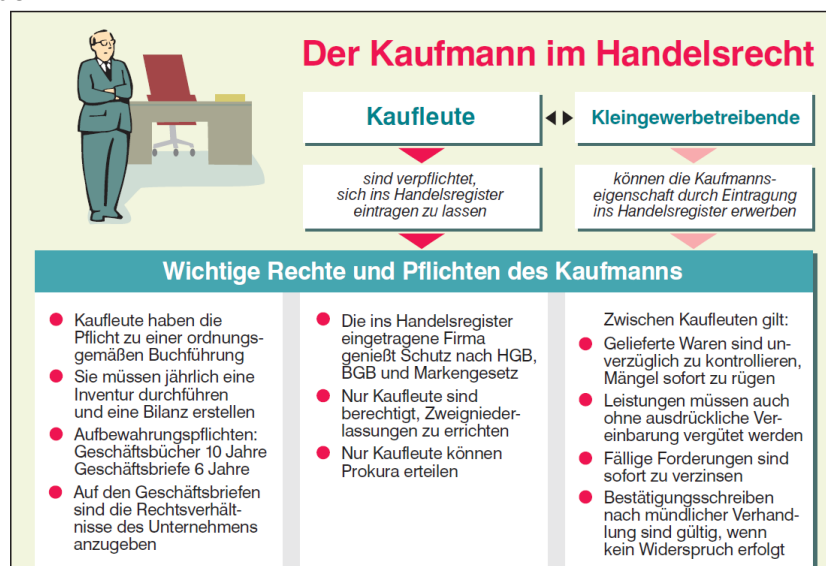 Der Kaufmann im Handelsrecht
Kaufleute
Kleingewerbetreibende
sind verpflichtet,
sich ins Handelsregister
eintragen zu lassen
können die Kaufmanns-
eigenschaft durch Eintragung
ins Handelsregister erwerben
Wichtige Rechte und Pflichten des Kaufmanns
Kaufleute haben die
Pflicht zu einer ordnungs-
gemäßen Buchführung
Sie müssen jährlich eine
Inventur durchführen
und eine Bilanz erstellen
Aufbewahrungspflichten:
Geschäftsbücher 10 Jahre
Geschäftsbriefe 6 Jahre
Auf den Geschäftsbriefen
sind die Rechtsverhält-
nisse des Unternehmens
anzugeben
Die ins Handelsregister
eingetragene Firma
genießt Schutz nach HGB,
BGB und Markengesetz
Nur Kaufleute sind
berechtigt, Zweignieder-
lassungen zu errichten
Nur Kaufleute können
Prokura erteilen
Zwischen Kaufleuten gilt:
Gelieferte Waren sind un-
verzüglich zu kontrollieren,
Mängel sofort zu rügen
Leistungen müssen auch
ohne ausdrückliche Ver-
einbarung vergütet werden
Fällige Forderungen sind
sofort zu verzinsen
Bestätigungsschreiben
nach mündlicher Verhand-
lung sind gültig, wenn
kein Widerspruch erfolgt